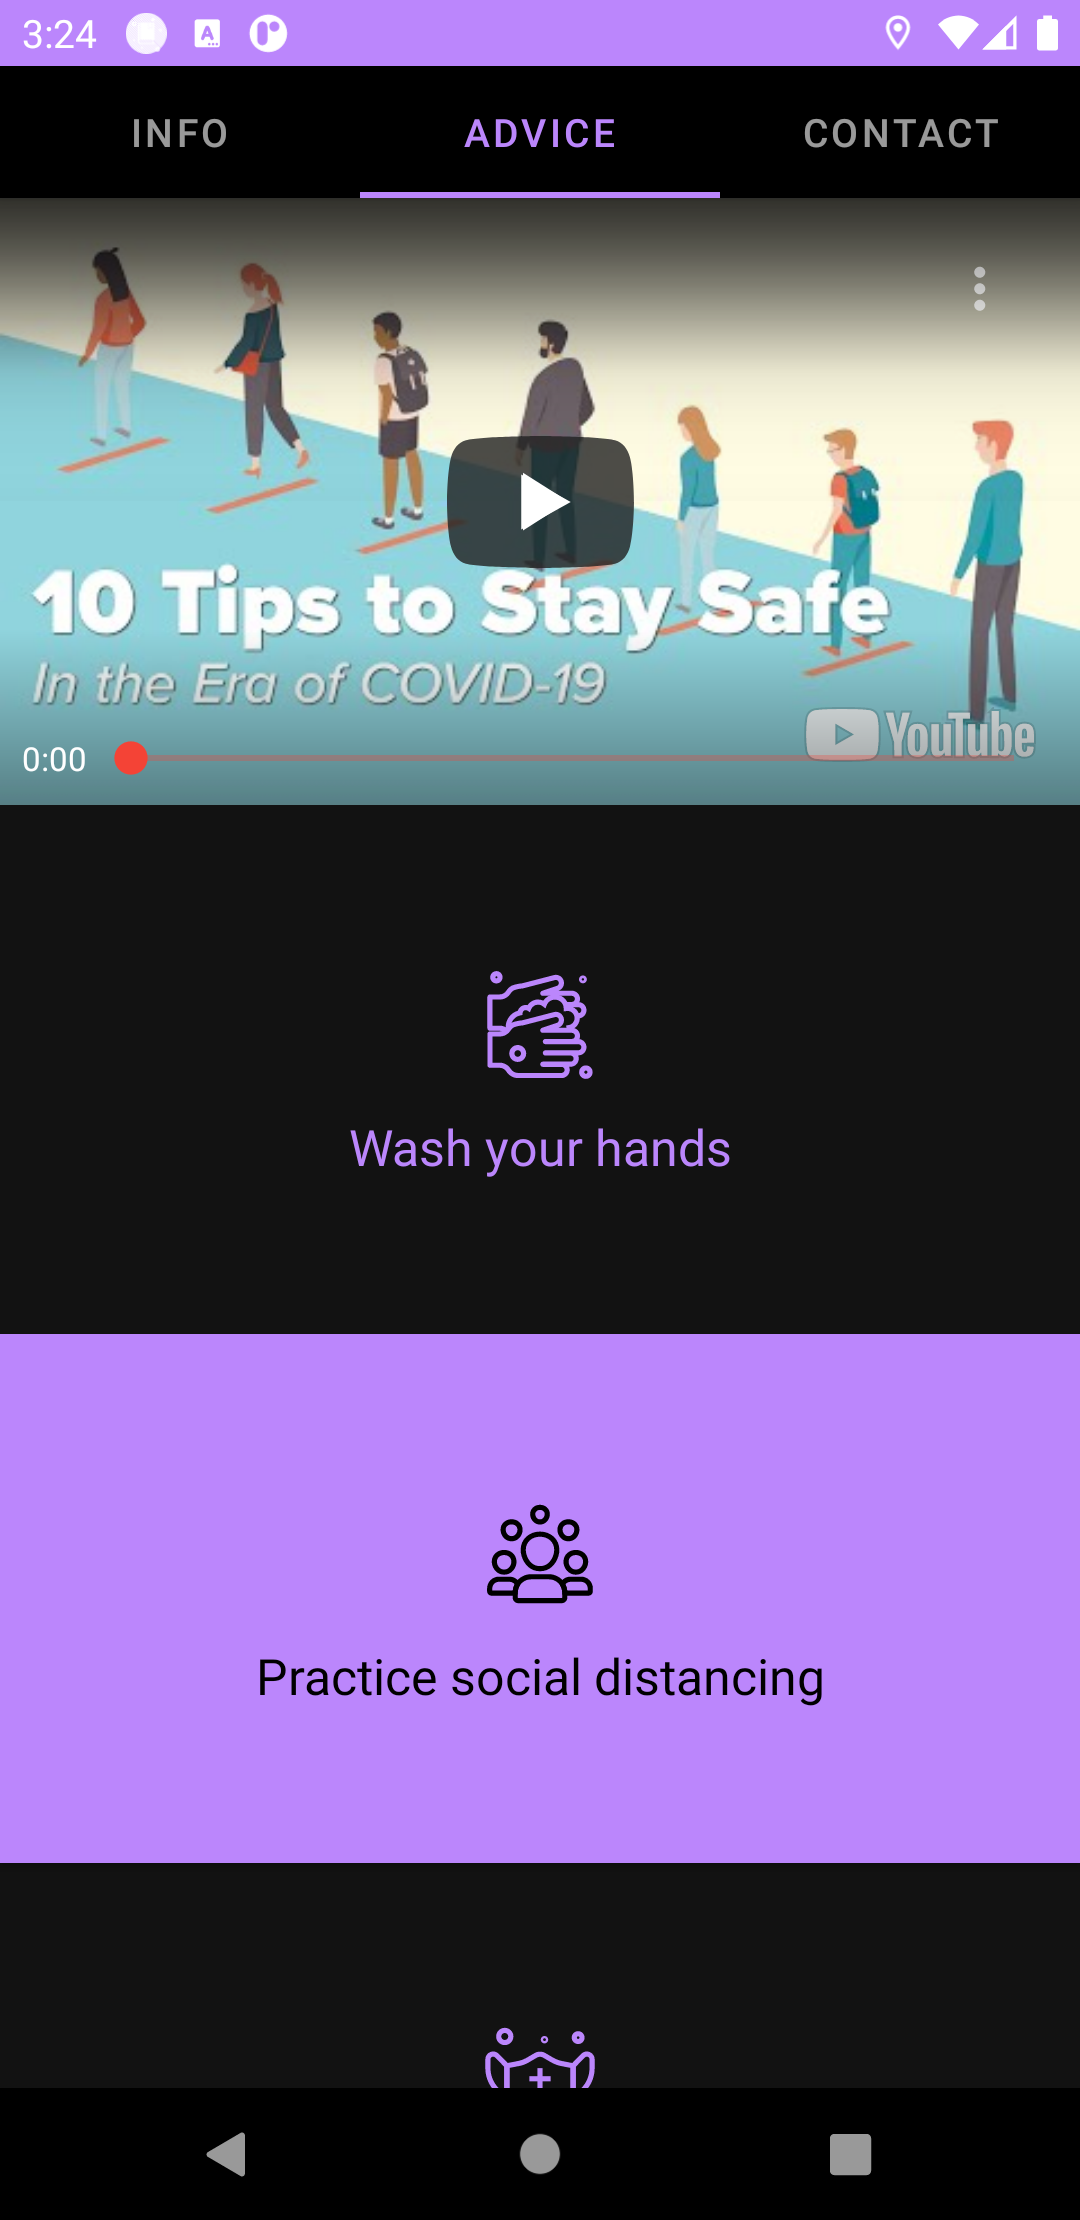 3:24
INFO
ADVICE
CONTACT
10 Tips to Stay Safe
In the Era of COVID-19
0:00
YouTube
Wash your hands
Practice social distancing